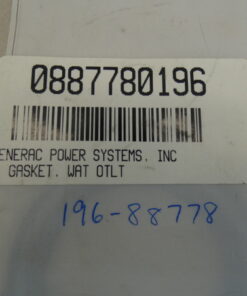 0887780196
ENERAC POWER SYSTEMS, INC
GASKET. WAT OTLT
196-88778